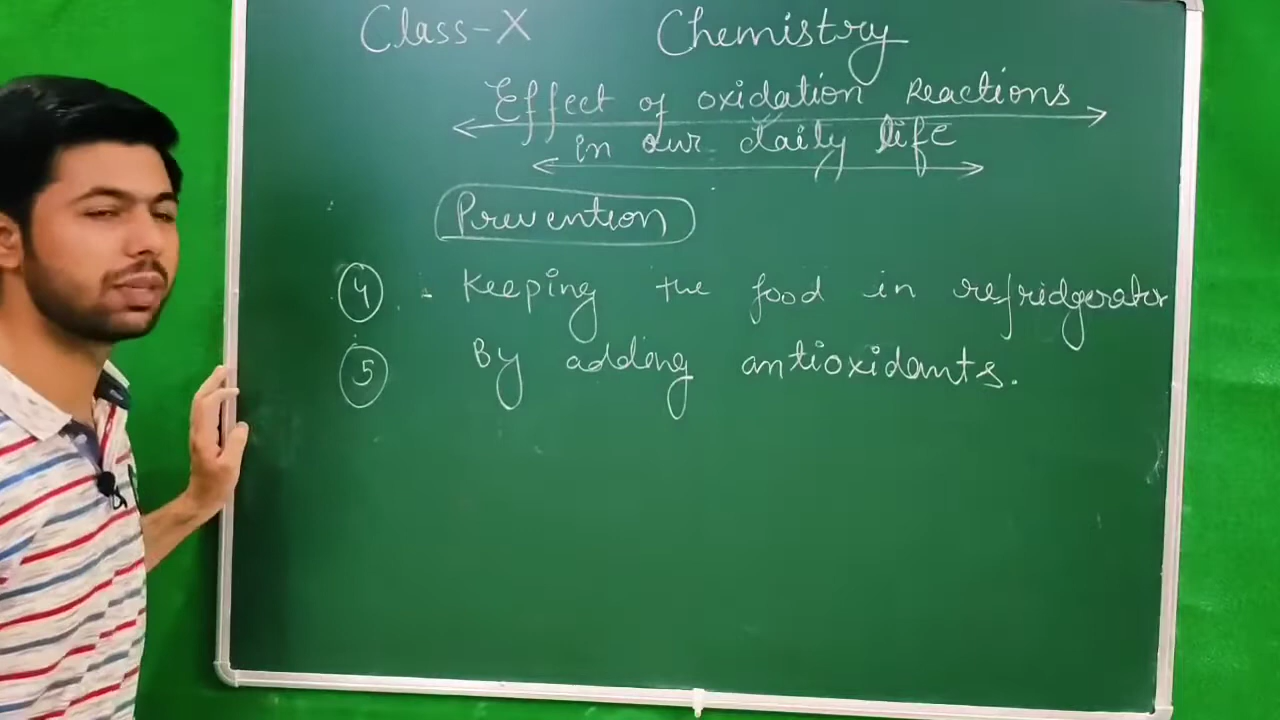 Class-X Chemistry
Effect of oxidation Reactions
in our daily life
Prevention
4 - Keeping the food in refridgerator
5 By adding antioxidants.